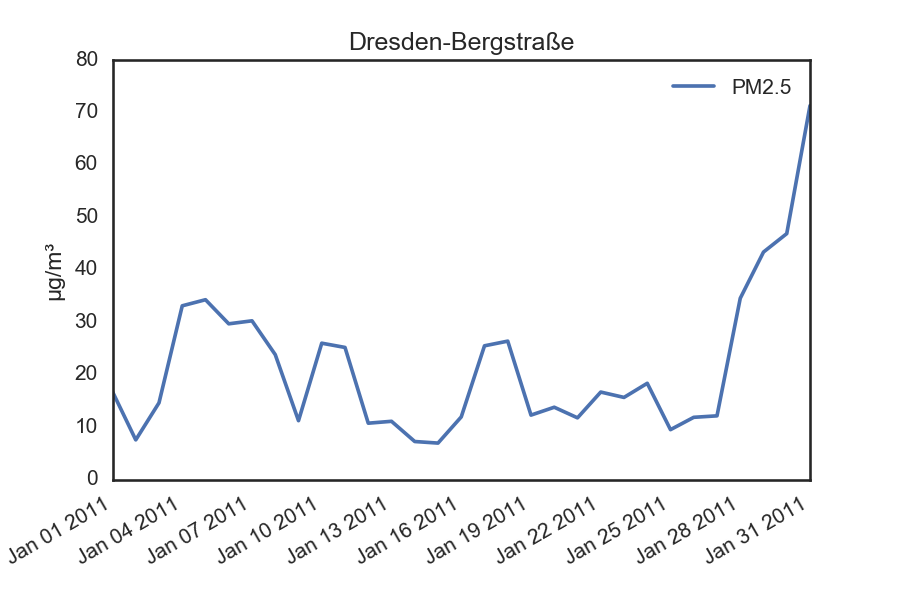 Dresden-Bergstraße
80
70
60
50
40
30
20
10
0
µg/m³
PM2.5
Jan 01 2011
Jan 04 2011
Jan 07 2011
Jan 10 2011
Jan 13 2011
Jan 16 2011
Jan 19 2011
Jan 22 2011
Jan 25 2011
Jan 28 2011
Jan 31 2011